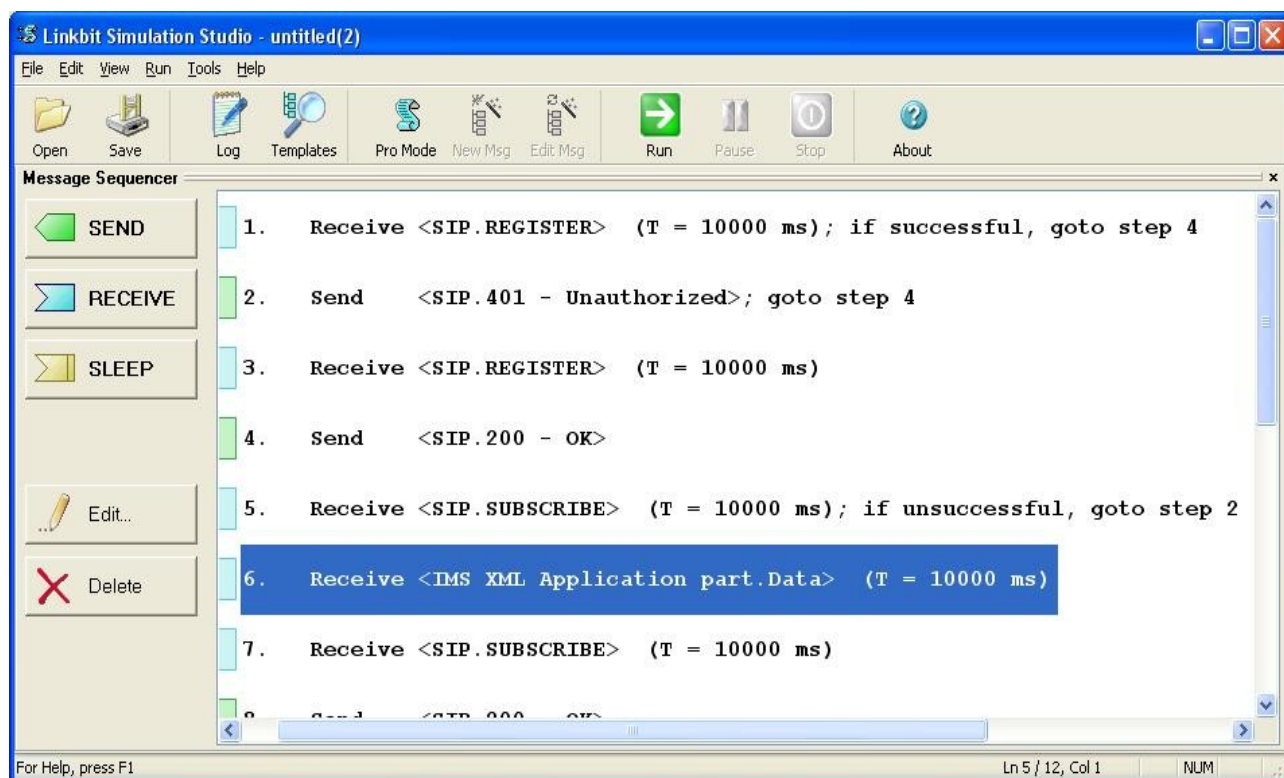 Linkbit Simulation Studio - untitled(2)
File Edit View Run Tools Help
Open Save Log Templates Pro Mode New Msg Edit Msg Run Pause Stop About
Message Sequencer
SEND
RECEIVE
SLEEP
Edit...
Delete
1. Receive <SIP.REGISTER> (T = 10000 ms); if successful, goto step 4
2. Send <SIP.401 - Unauthorized>; goto step 4
3. Receive <SIP.REGISTER> (T = 10000 ms)
4. Send <SIP.200 - OK>
5. Receive <SIP.SUBSCRIBE> (T = 10000 ms); if unsuccessful, goto step 2
6. Receive <IMS XML Application part.Data> (T = 10000 ms)
7. Receive <SIP.SUBSCRIBE> (T = 10000 ms)
For Help, press F1 Ln 5 / 12, Col 1 NUM